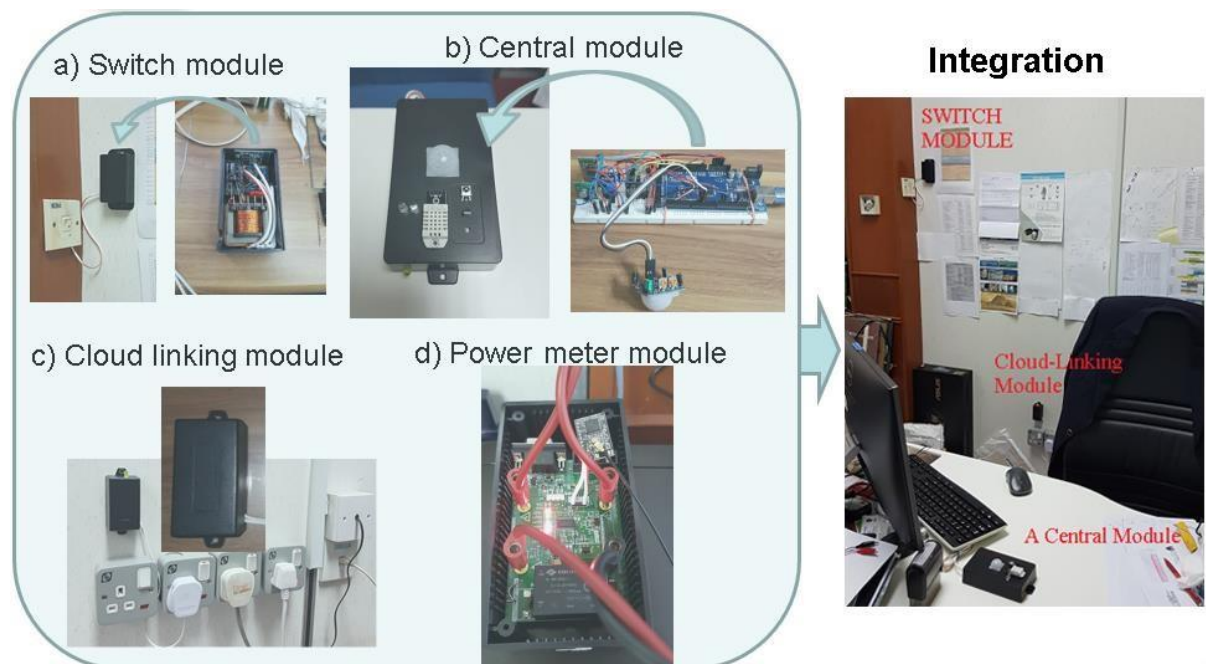 a) Switch module
b) Central module
Integration
SWITCH
MODULE
c) Cloud linking module
d) Power meter module
Cloud-Linking
Module
A Central Module